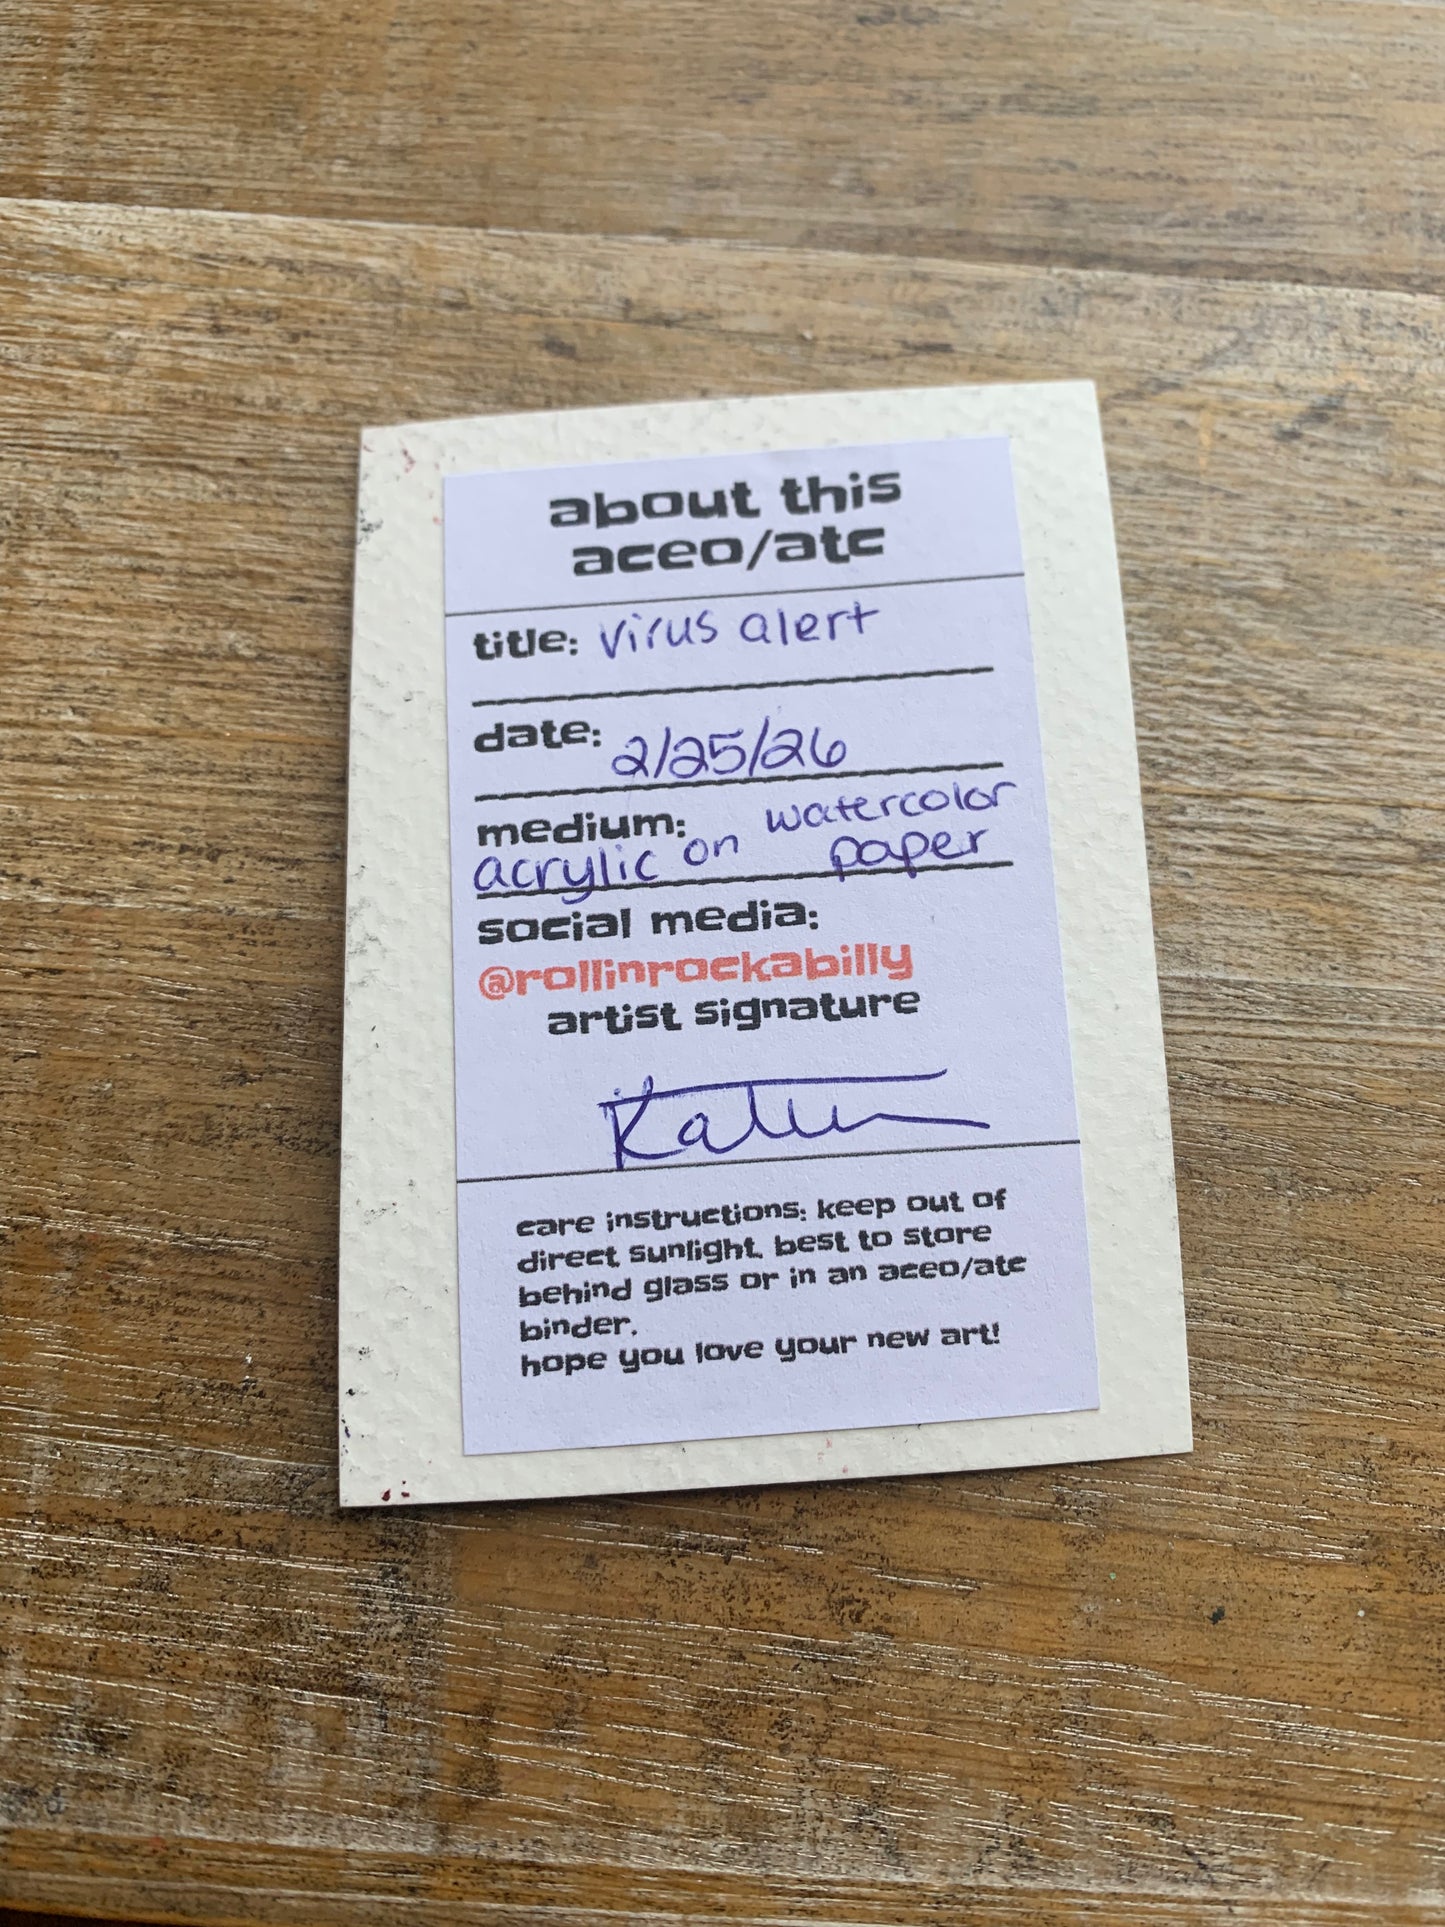 about this
aceo/atc
title: virus alert
date: 2/25/26
medium: watercolor
acrylic on paper
social media:
@rollinrockabilly
artist signature
care instructions: keep out of
direct sunlight. best to store
behind glass or in an aceo/atc
binder.
hope you love your new art!